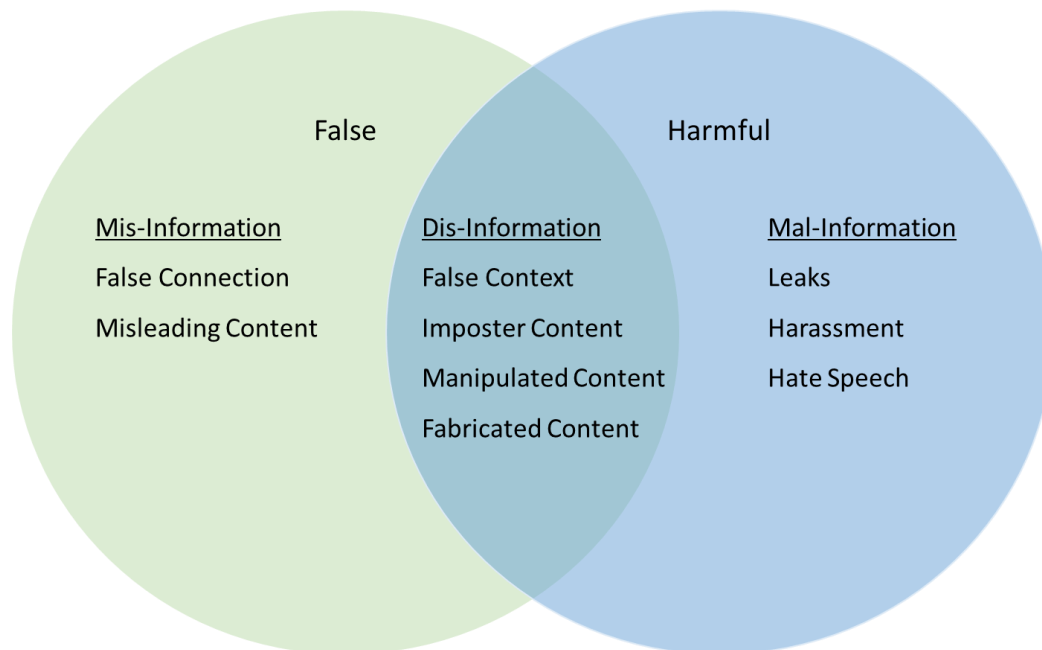 False
Harmful
Mis-Information
False Connection
Misleading Content
Dis-Information
False Context
Imposter Content
Manipulated Content
Fabricated Content
Mal-Information
Leaks
Harassment
Hate Speech